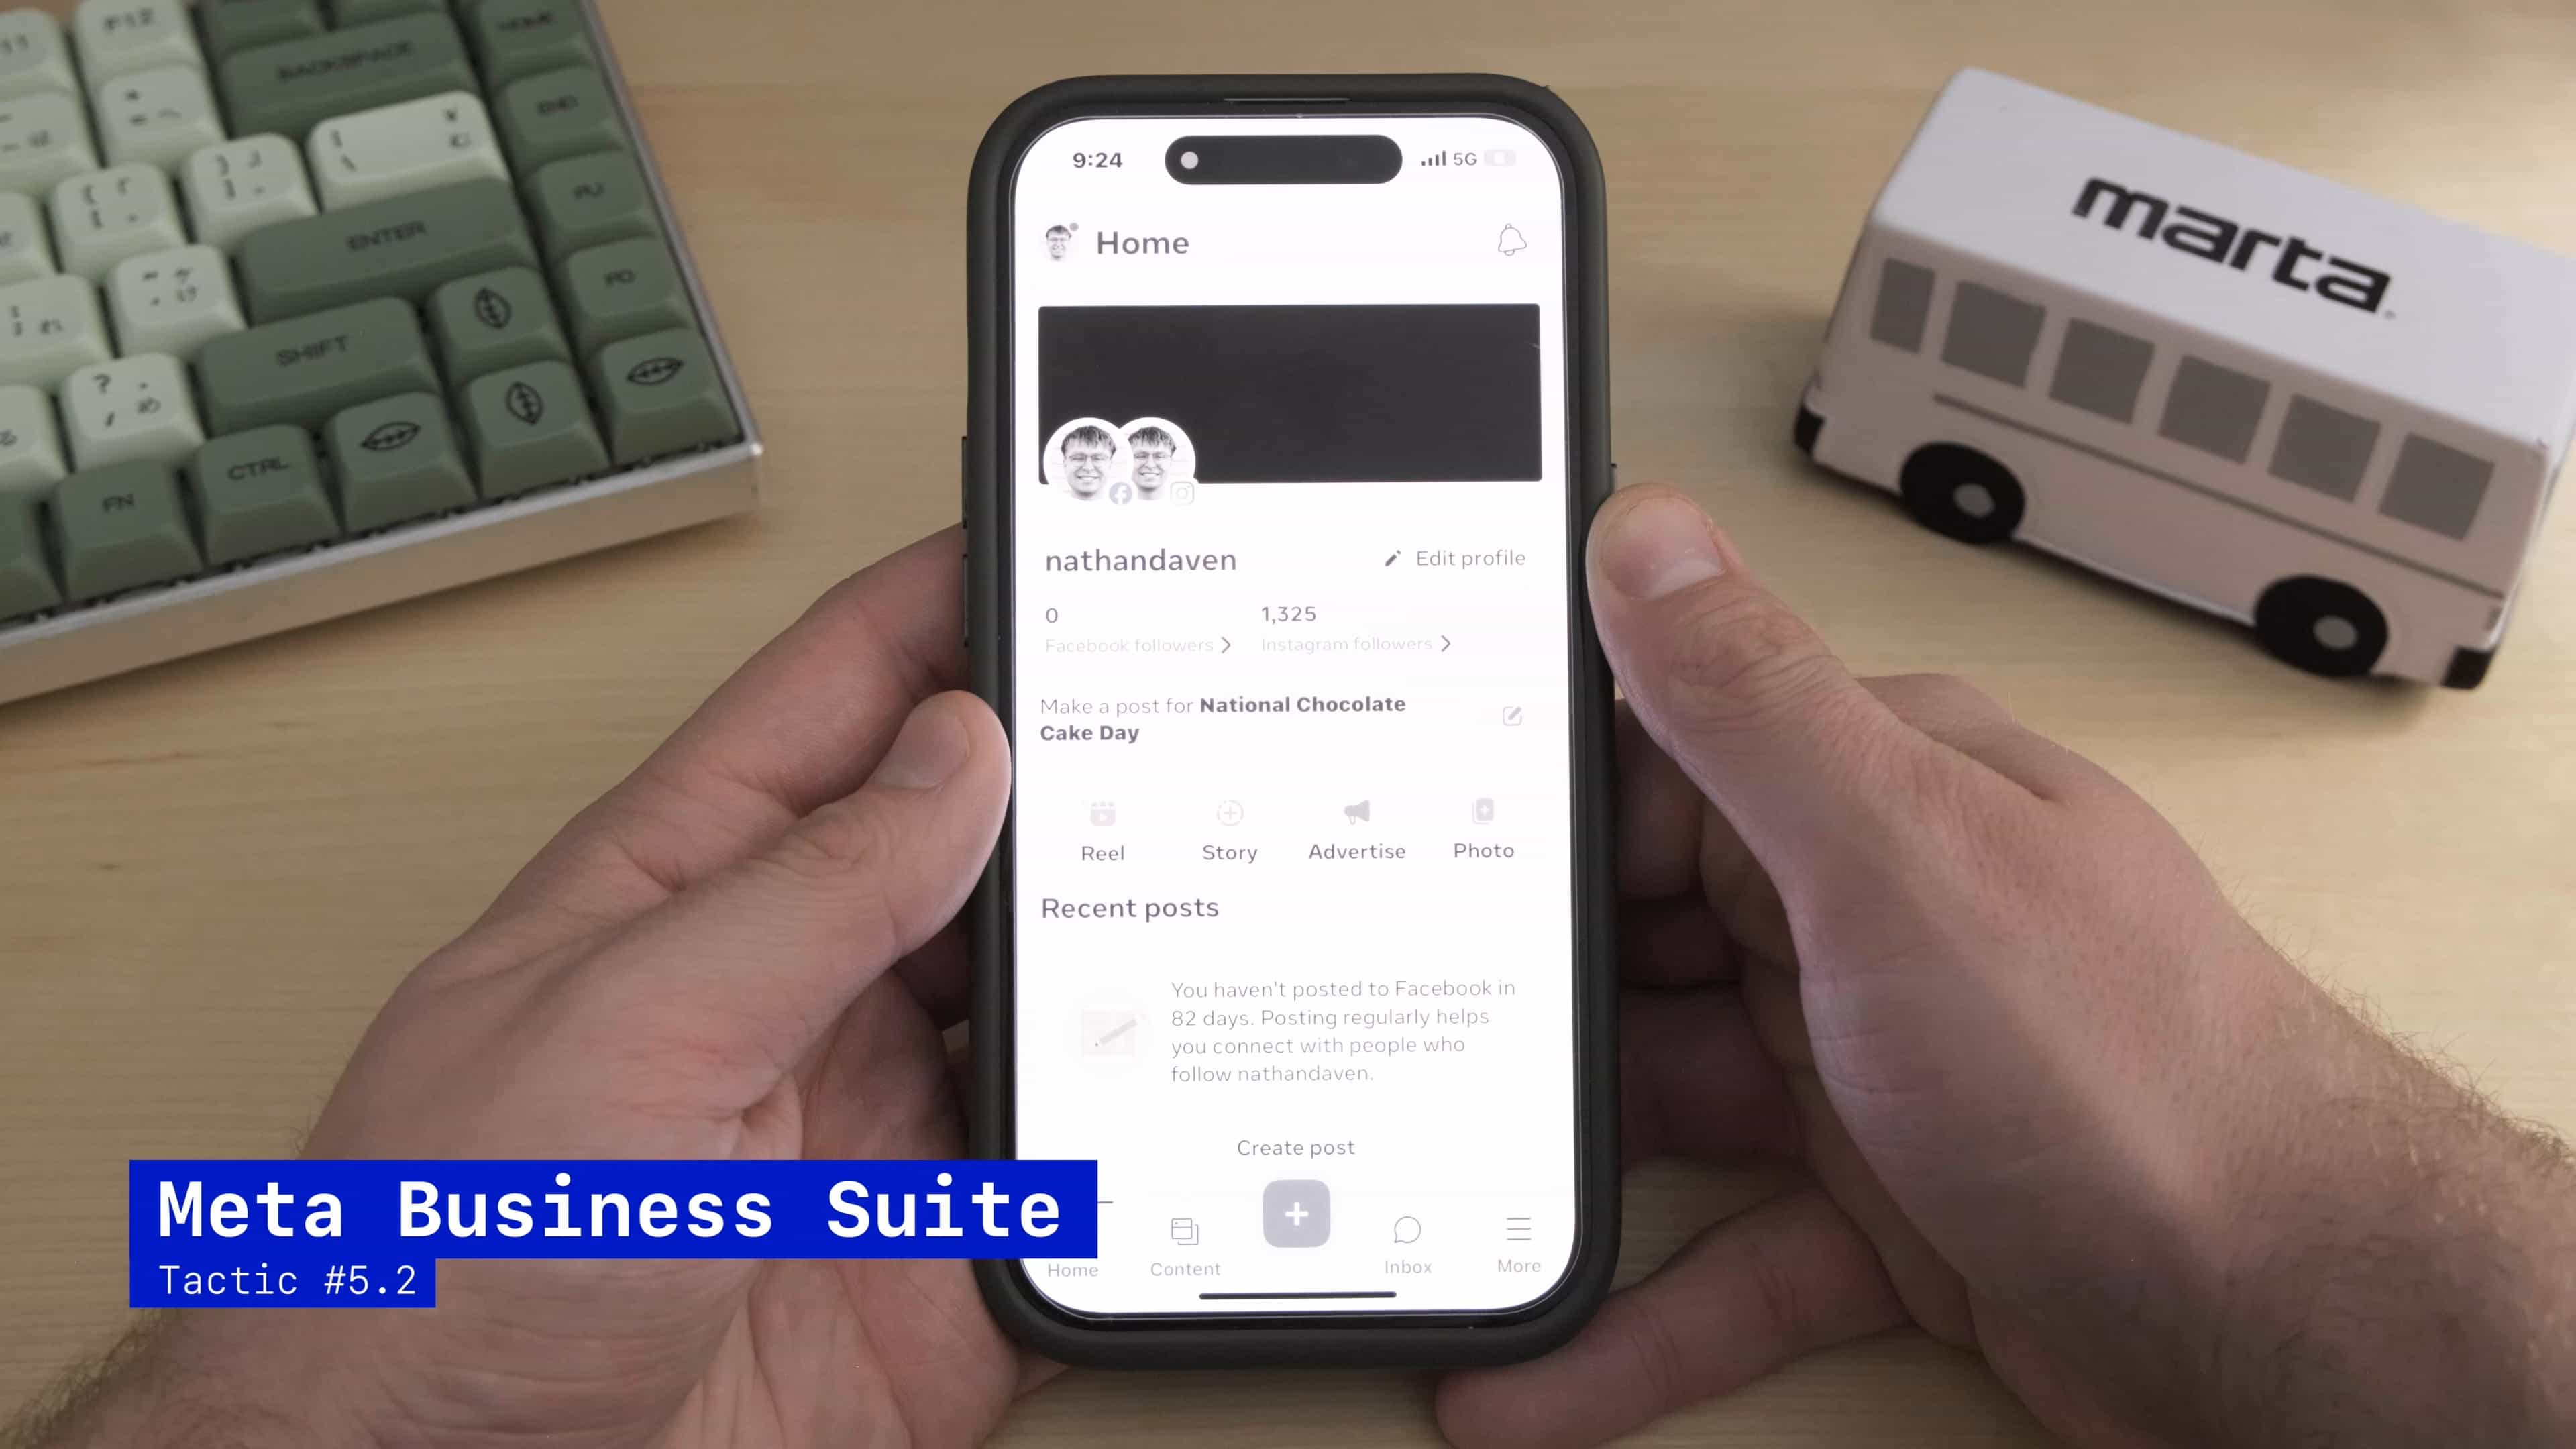 F12
BACKSPACE
HOME
END
ENTER
PU
SHIFT
PD
CTRL
FN
marta
9:24
5G
Home
nathandaven
Edit profile
0
1,325
Facebook followers
Instagram followers
Make a post for National Chocolate
Cake Day
Reel
Story
Advertise
Photo
Recent posts
You haven't posted to Facebook in
82 days. Posting regularly helps
you connect with people who
follow nathandaven.
Create post
Home
Content
Inbox
More
Meta Business Suite
Tactic #5.2